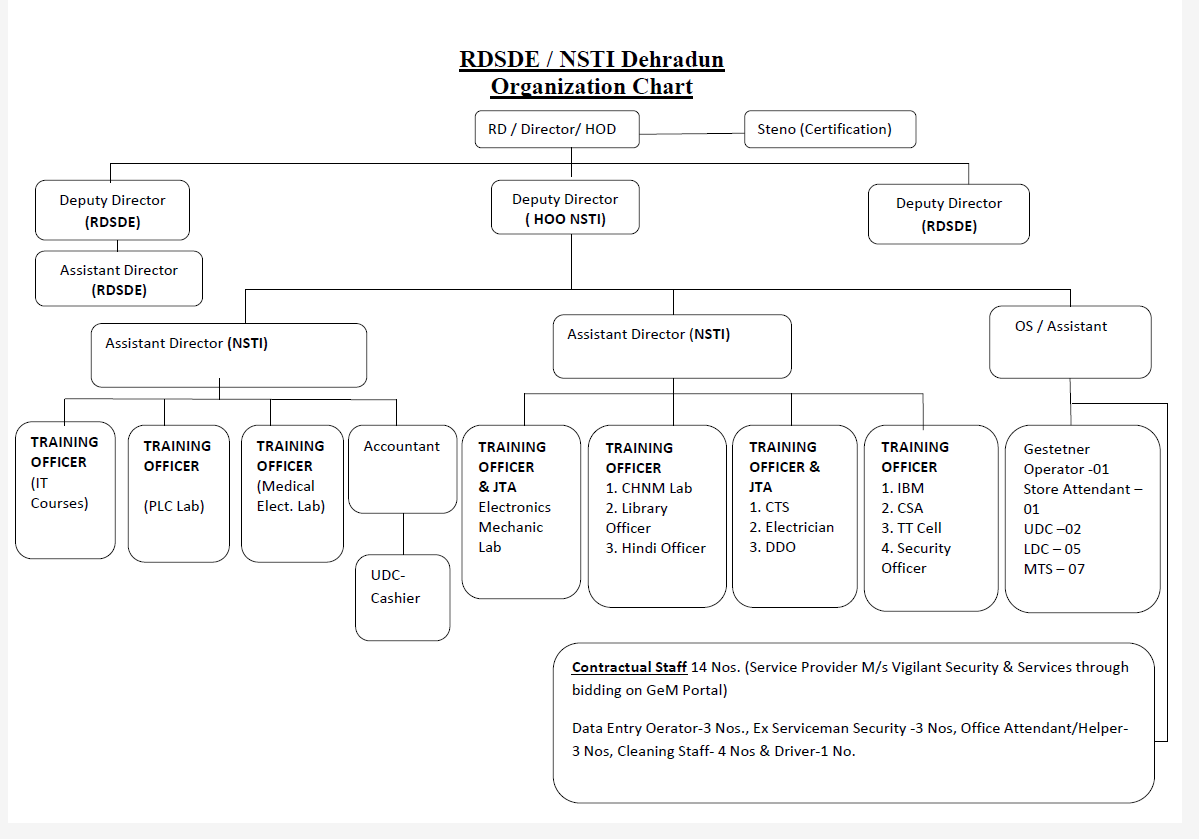 RDSDE / NSTI Dehradun
Organization Chart
RD / Director/ HOD
Steno (Certification)
Deputy Director
(RDSDE)
Deputy Director
( HOO NSTI)
Deputy Director
(RDSDE)
Assistant Director
(RDSDE)
Assistant Director (NSTI)
Assistant Director (NSTI)
OS / Assistant
TRAINING
OFFICER
(IT
Courses)
TRAINING
OFFICER
(PLC Lab)
TRAINING
OFFICER
(Medical
Elect. Lab)
Accountant
UDC-
Cashier
TRAINING
OFFICER
& JTA
Electronics
Mechanic
Lab
TRAINING
OFFICER
1. CHNM Lab
2. Library
Officer
3. Hindi Officer
TRAINING
OFFICER &
JTA
1. CTS
2. Electrician
3. DDO
TRAINING
OFFICER
1. IBM
2. CSA
3. TT Cell
4. Security
Officer
Gestetner
Operator -01
Store Attendant –
01
UDC –02
LDC – 05
MTS – 07
Contractual Staff 14 Nos. (Service Provider M/s Vigilant Security & Services through
bidding on GeM Portal)
Data Entry Oerator-3 Nos., Ex Serviceman Security -3 Nos, Office Attendant/Helper-
3 Nos, Cleaning Staff- 4 Nos & Driver-1 No.